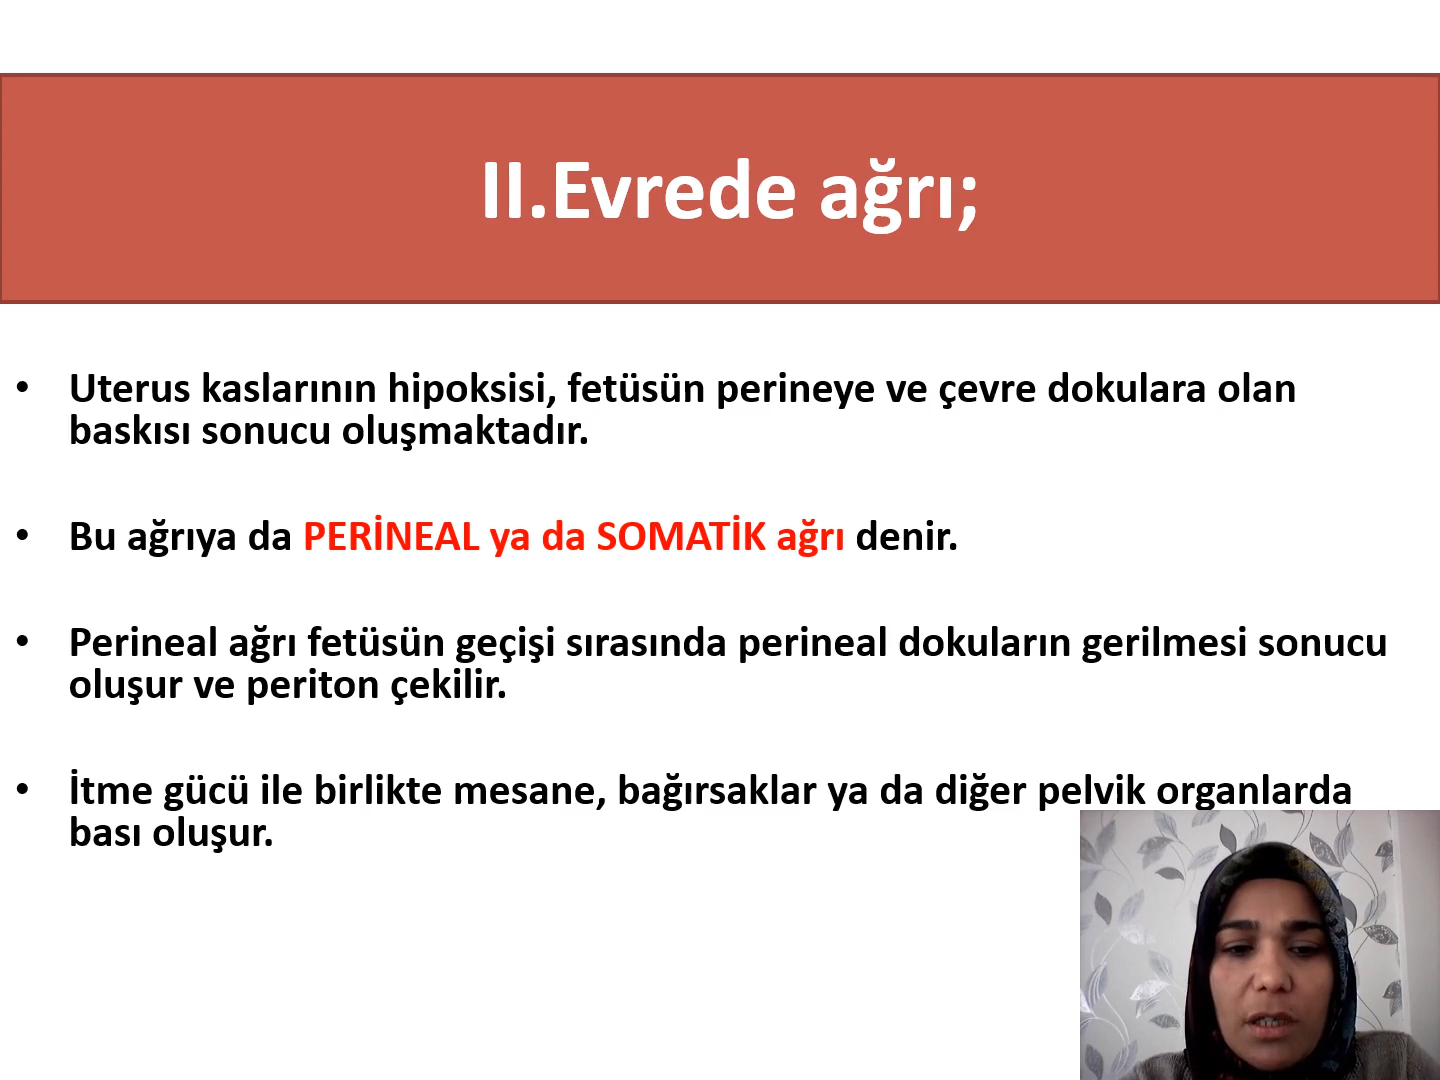 II.Evrede ağrı;
• Uterus kaslarının hipoksisi, fetüsün perineye ve çevre dokulara olan
baskısı sonucu oluşmaktadır.
• Bu ağrıya da PERİNEAL ya da SOMATİK ağrı denir.
• Perineal ağrı fetüsün geçişi sırasında perineal dokuların gerilmesi sonucu
oluşur ve periton çekilir.
• İtme gücü ile birlikte mesane, bağırsaklar ya da diğer pelvik organlarda
bası oluşur.